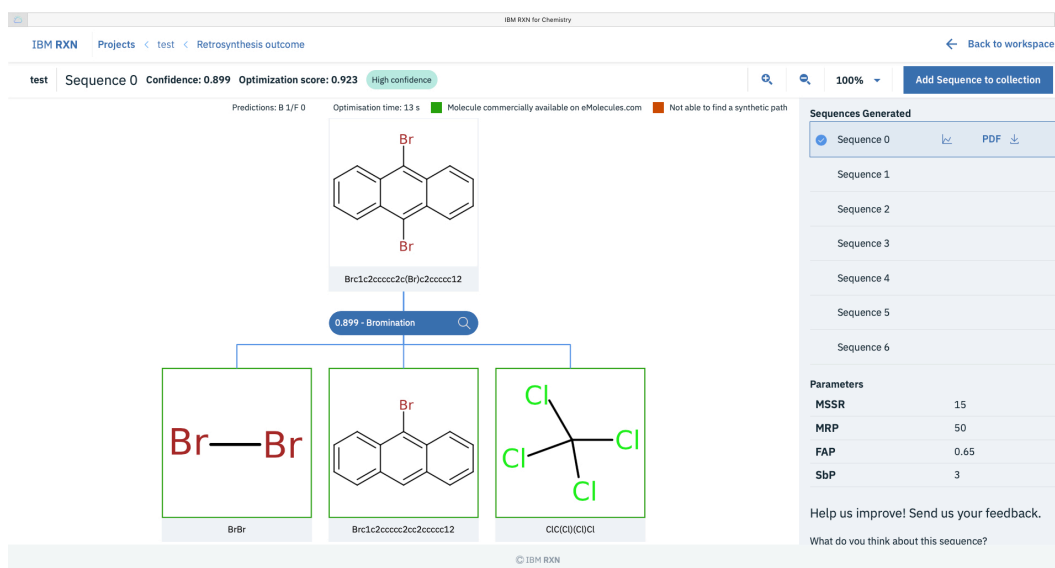 IBM RXN for Chemistry
IBM RXN Projects < test < Retrosynthesis outcome ← Back to workspace
test Sequence 0 Confidence: 0.899 Optimization score: 0.923 High confidence 100% Add Sequence to collection
Predictions: B 1/F 0 Optimisation time: 13 s Molecule commercially available on eMolecules.com Not able to find a synthetic path
Br
Br
Brc1c2ccccc2c(Br)c2ccccc12
0.899 - Bromination
Br Br
BrBr
Br
Brc1c2ccccc2cc2ccccc12
Cl
Cl
Cl
Cl
ClC(Cl)(Cl)Cl
Sequences Generated
Sequence 0 PDF
Sequence 1
Sequence 2
Sequence 3
Sequence 4
Sequence 5
Sequence 6
Parameters
MSSR 15
MRP 50
FAP 0.65
SbP 3
Help us improve! Send us your feedback.
What do you think about this sequence?
© IBM RXN